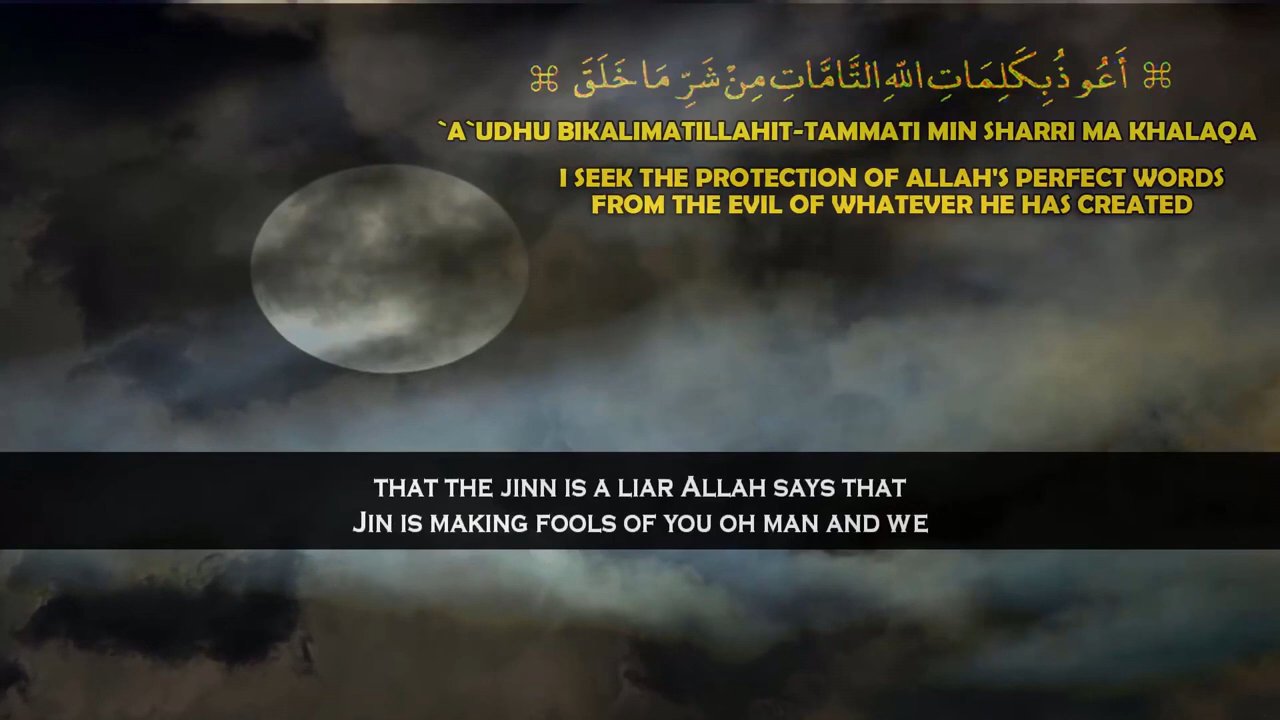 ⌘ أَعُوذُ بِكَلِمَاتِ اللّٰهِ التَّامَّاتِ مِنْ شَرِّ مَا خَلَقَ ⌘
`A`UDHU BIKALIMATILLAHIT-TAMMATI MIN SHARRI MA KHALAQA
I SEEK THE PROTECTION OF ALLAH'S PERFECT WORDS
FROM THE EVIL OF WHATEVER HE HAS CREATED
THAT THE JINN IS A LIAR ALLAH SAYS THAT
JIN IS MAKING FOOLS OF YOU OH MAN AND WE